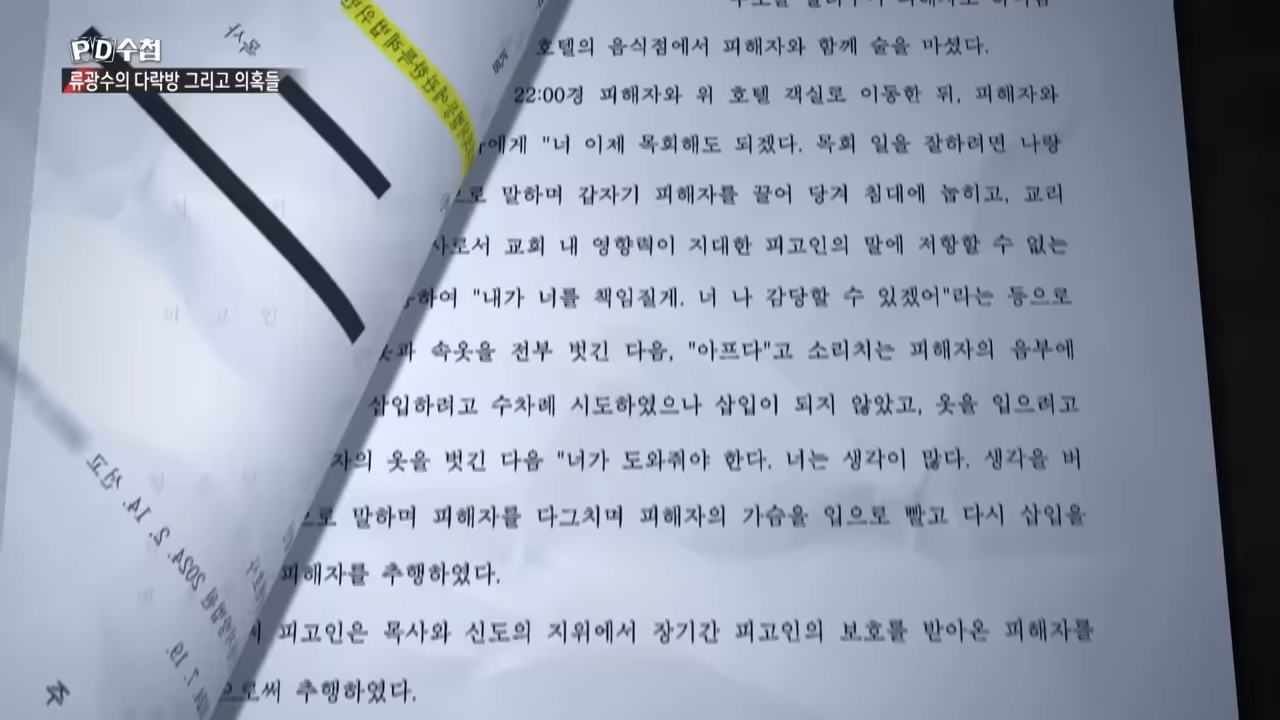 PD수첩
류광수의 다락방 그리고 의혹들
호텔의 음식점에서 피해자와 함께 술을 마셨다.
22:00경 피해자와 위 호텔 객실로 이동한 뒤, 피해자와
에게 "너 이제 목회해도 되겠다. 목회 일을 잘하려면 나랑
으로 말하며 갑자기 피해자를 끌어 당겨 침대에 눕히고, 교리
사로서 교회 내 영향력이 지대한 피고인의 말에 저항할 수 없는
하여 "내가 너를 책임질게. 너 나 감당할 수 있겠어"라는 등으로
옷과 속옷을 전부 벗긴 다음, "아프다"고 소리치는 피해자의 음부에
삽입하려고 수차례 시도하였으나 삽입이 되지 않았고, 옷을 입으려고
자의 옷을 벗긴 다음 "너가 도와줘야 한다. 너는 생각이 많다. 생각을 버
으로 말하며 피해자를 다그치며 피해자의 가슴을 입으로 빨고 다시 삽입을
피해자를 추행하였다.
피고인은 목사와 신도의 지위에서 장기간 피고인의 보호를 받아온 피해자를
으로써 추행하였다.
피 고 인